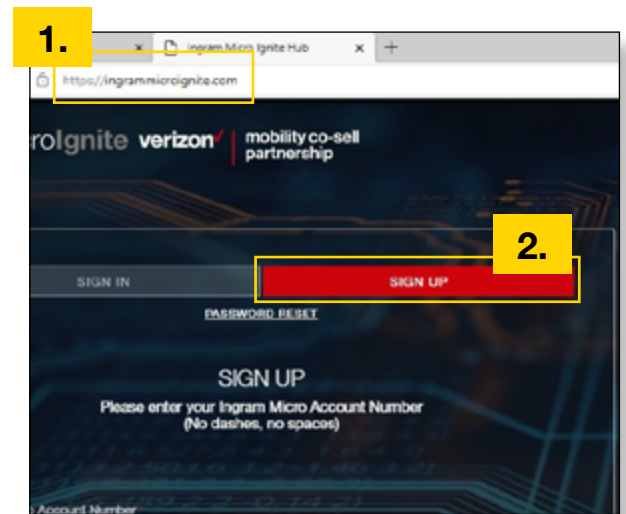 1.
Ingram Micro Ignite Hub
https://ingrammicroignite.com
roIgnite verizon✓ | mobility co-sell
partnership
2.
SIGN IN
SIGN UP
PASSWORD RESET
SIGN UP
Please enter your Ingram Micro Account Number
(No dashes, no spaces)
Account Number